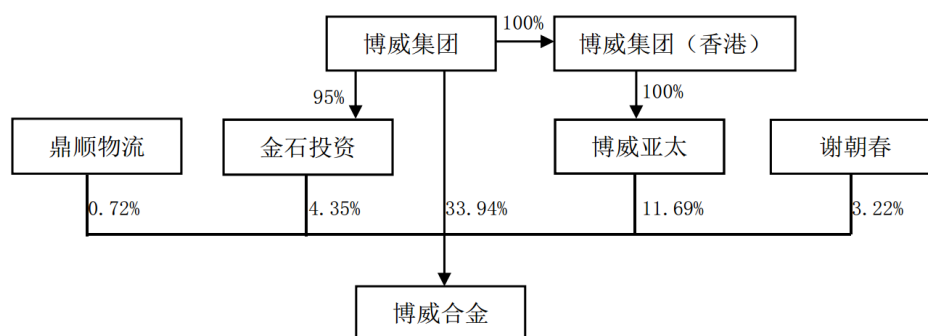 博威集团
100%
博威集团（香港）
95%
100%
鼎顺物流
金石投资
博威亚太
谢朝春
0.72%
4.35%
33.94%
11.69%
3.22%
博威合金